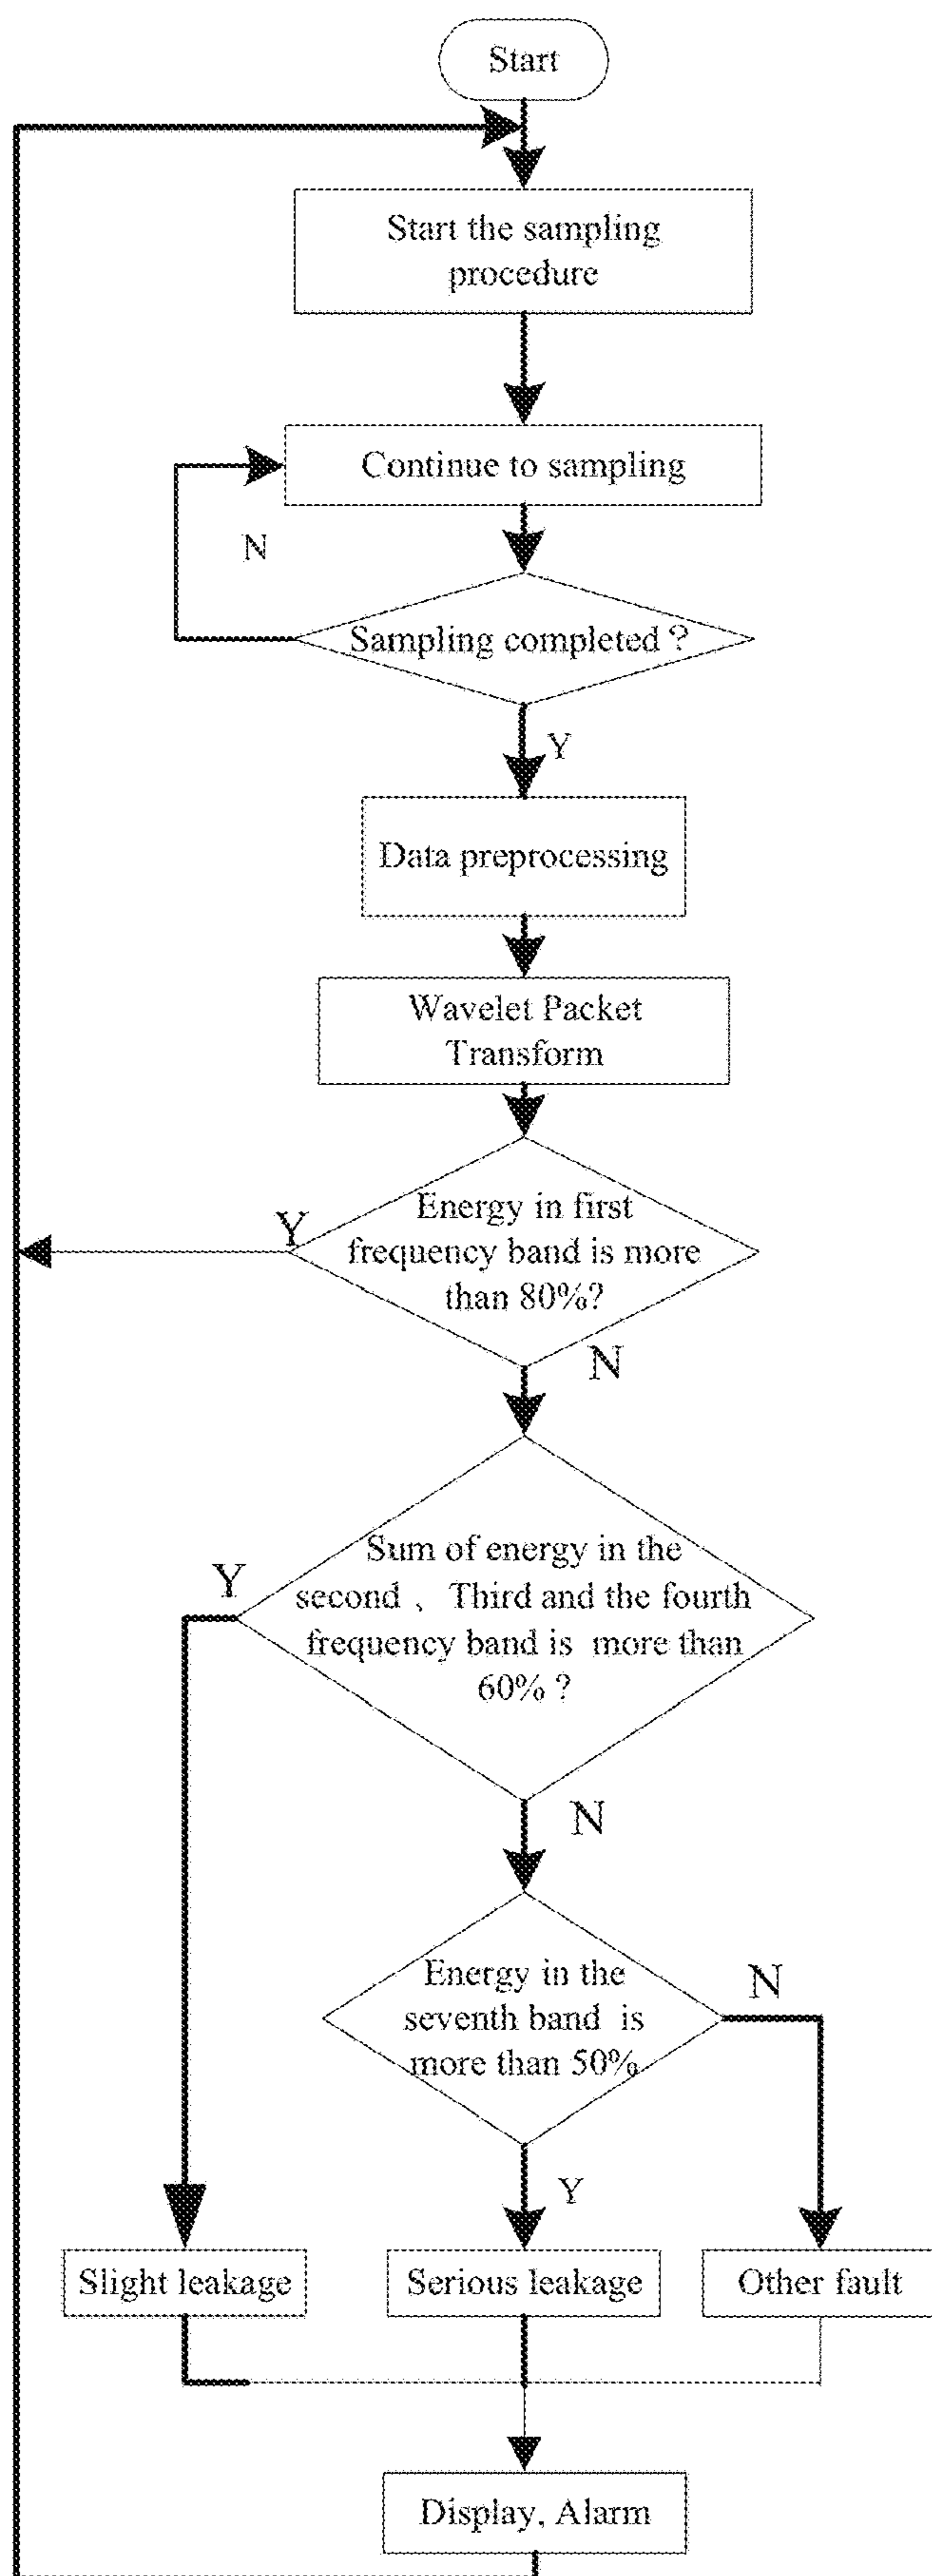 Start
Start the sampling
procedure
Continue to sampling
N
Sampling completed？
Y
Data preprocessing
Wavelet Packet
Transform
Y
Energy in first
frequency band is more
than 80%?
N
Y
Sum of energy in the
second 、 Third and the fourth
frequency band is more than
60%？
N
Energy in the
seventh band is
more than 50%
N
Y
Slight leakage
Serious leakage
Other fault
Display, Alarm